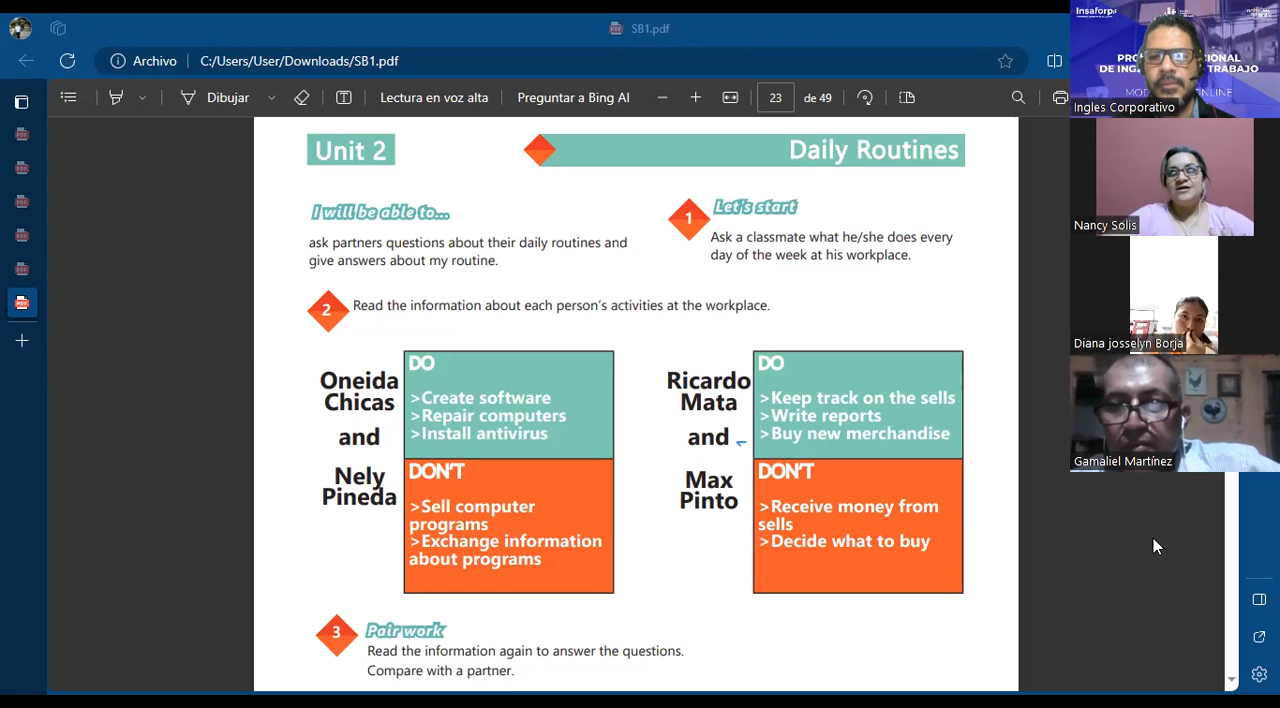 SB1.pdf
Archivo
C:/Users/User/Downloads/SB1.pdf
Dibujar
Lectura en voz alta
Preguntar a Bing AI
23
de 49
Unit 2
Daily Routines
I will be able to...
ask partners questions about their daily routines and
give answers about my routine.
1
Let's start
Ask a classmate what he/she does every
day of the week at his workplace.
2
Read the information about each person's activities at the workplace.
Oneida
Chicas
and
Nely
Pineda
DO
>Create software
>Repair computers
>Install antivirus
DON'T
>Sell computer
programs
>Exchange information
about programs
Ricardo
Mata
and
Max
Pinto
DO
>Keep track on the sells
>Write reports
>Buy new merchandise
DON'T
>Receive money from
sells
>Decide what to buy
3
Pair work
Read the information again to answer the questions.
Compare with a partner.
Insaforp
Ingles Corporativo
Nancy Solis
Diana josselyn Borja
Gamaliel Martínez